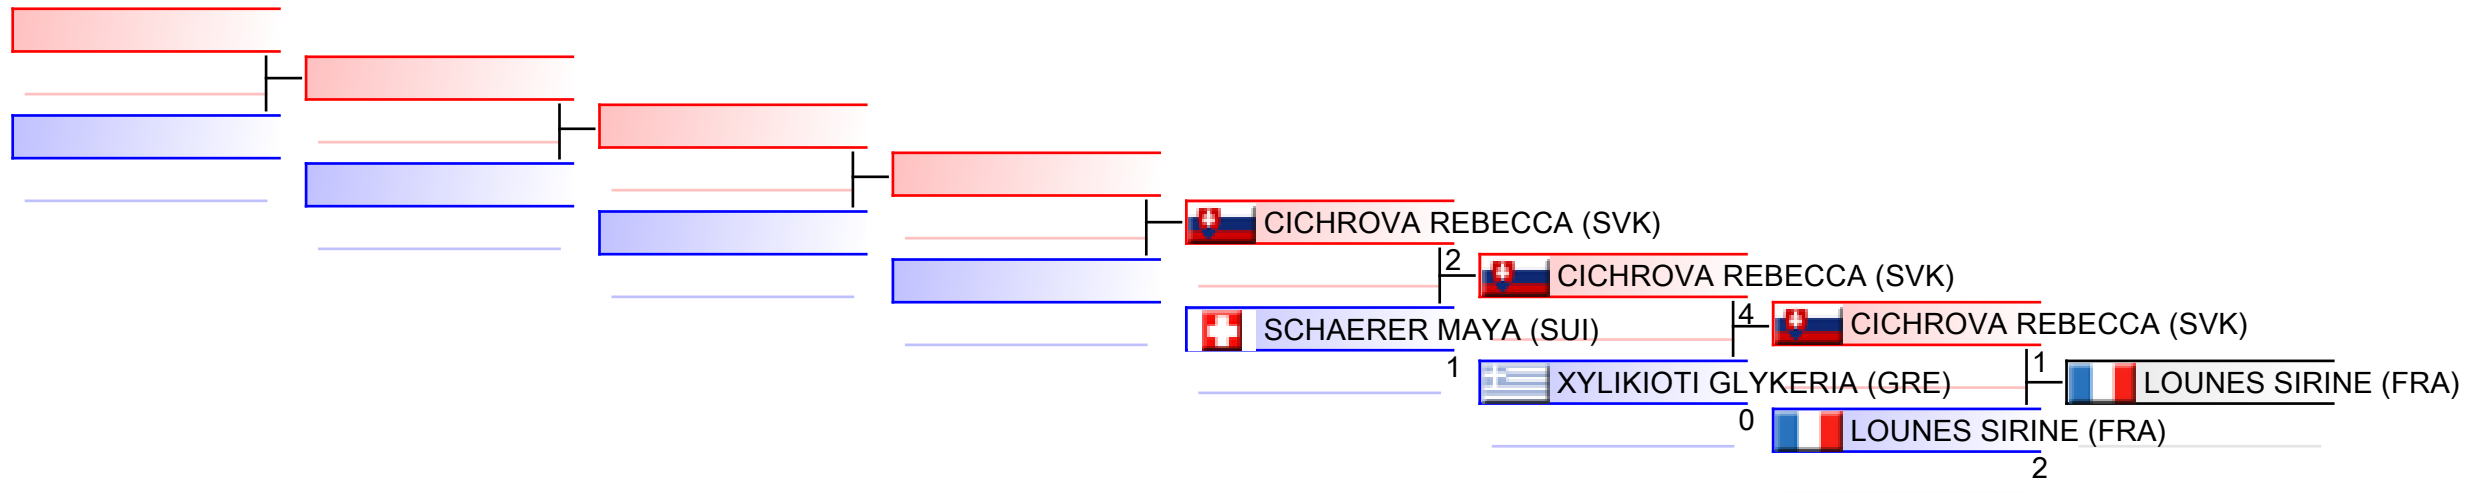 CICHROVA REBECCA (SVK)
2
CICHROVA REBECCA (SVK)
SCHAERER MAYA (SUI)
1
4
CICHROVA REBECCA (SVK)
XYLIKIOTI GLYKERIA (GRE)
0
1
LOUNES SIRINE (FRA)
LOUNES SIRINE (FRA)
2